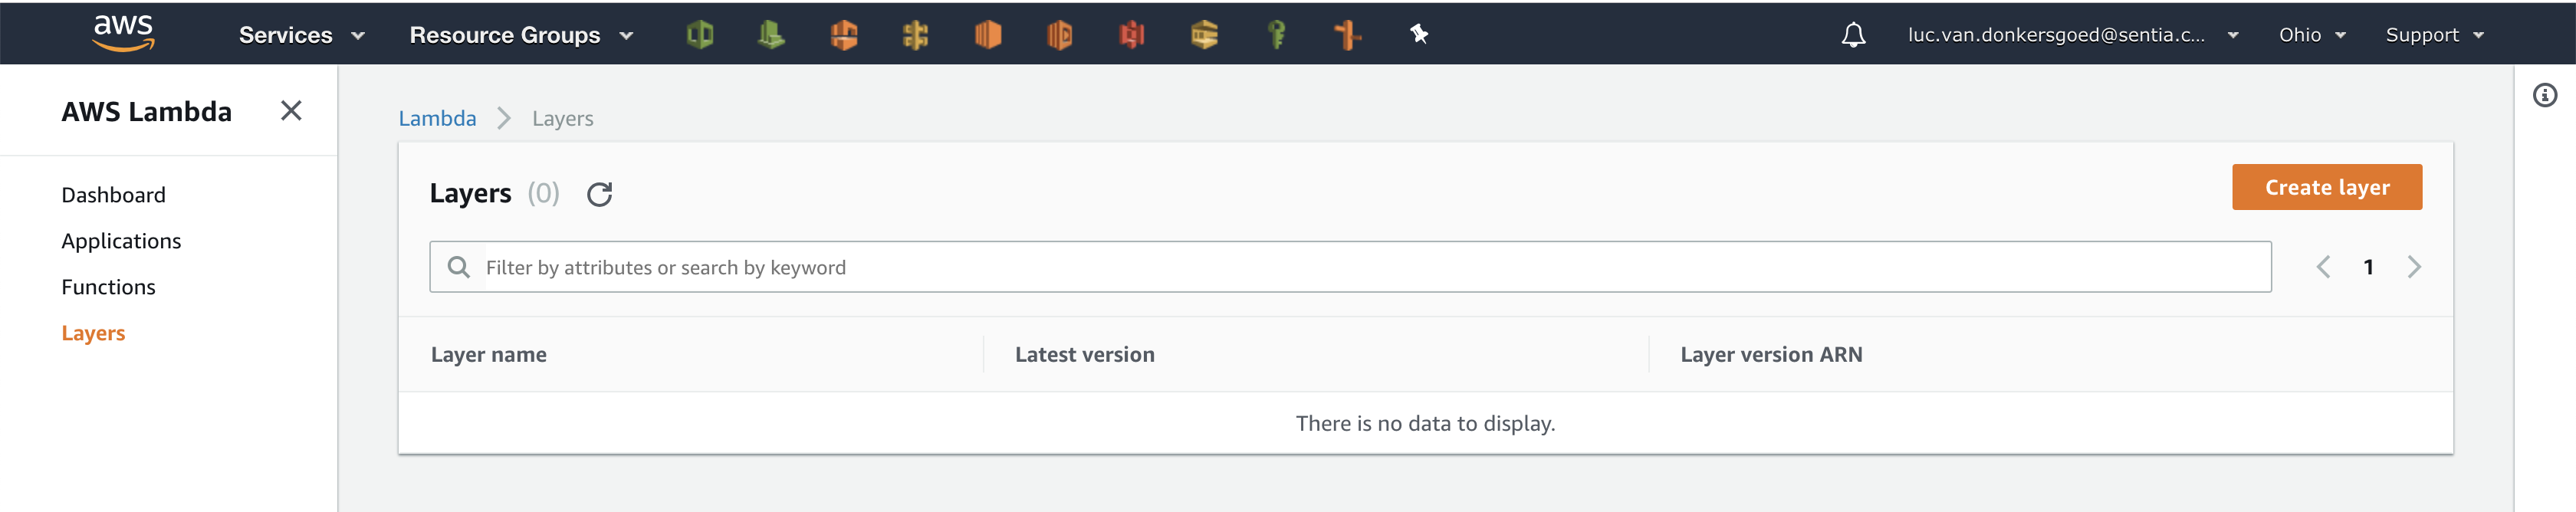 aws Services Resource Groups luc.van.donkersgoed@sentia.c... Ohio Support
AWS Lambda
Dashboard
Applications
Functions
Layers
Lambda Layers
Layers (0) Create layer
Filter by attributes or search by keyword 1
Layer name Latest version Layer version ARN
There is no data to display.